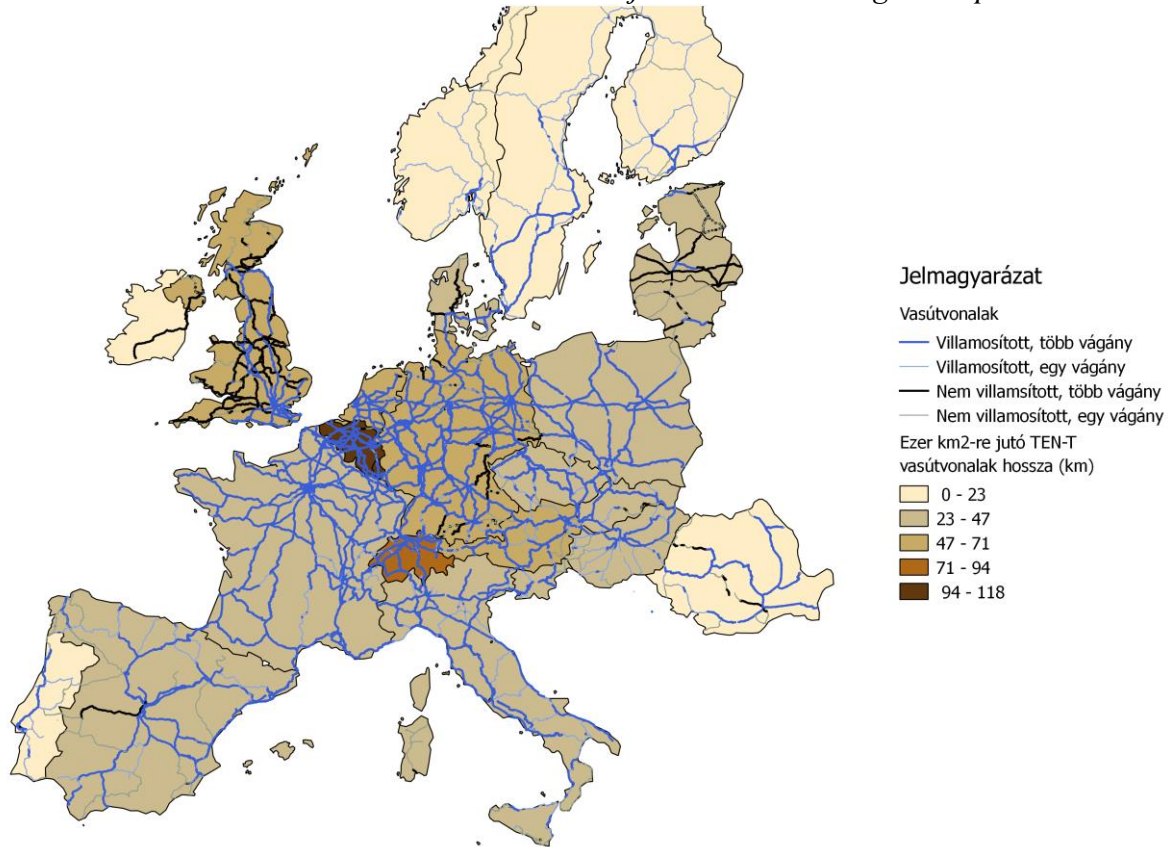 Jelmagyarázat
Vasútvonalak
Villamosított, több vágány
Villamosított, egy vágány
Nem villamsított, több vágány
Nem villamosított, egy vágány
Ezer km2-re jutó TEN-T
vasútvonalak hossza (km)
0 - 23
23 - 47
47 - 71
71 - 94
94 - 118